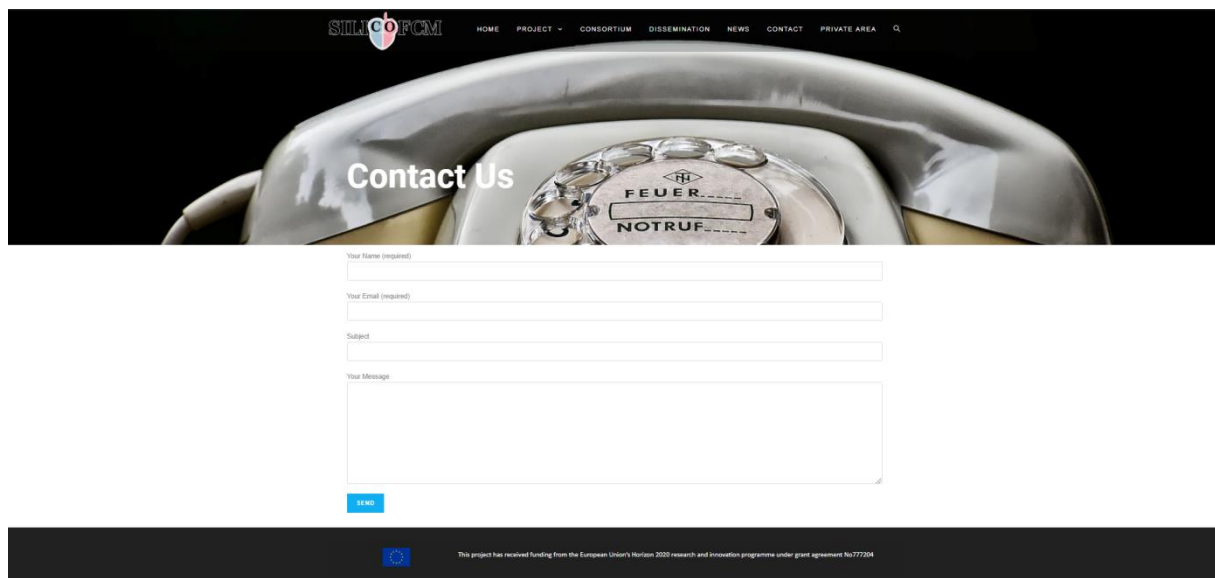 SILICOFCM
HOME PROJECT CONSORTIUM DISSEMINATION NEWS CONTACT PRIVATE AREA
Contact Us
FEUER_____
NOTRUF_____
Your Name (required)
Your Email (required)
Subject
Your Message
SEND
This project has received funding from the European Union's Horizon 2020 research and innovation programme under grant agreement No777204